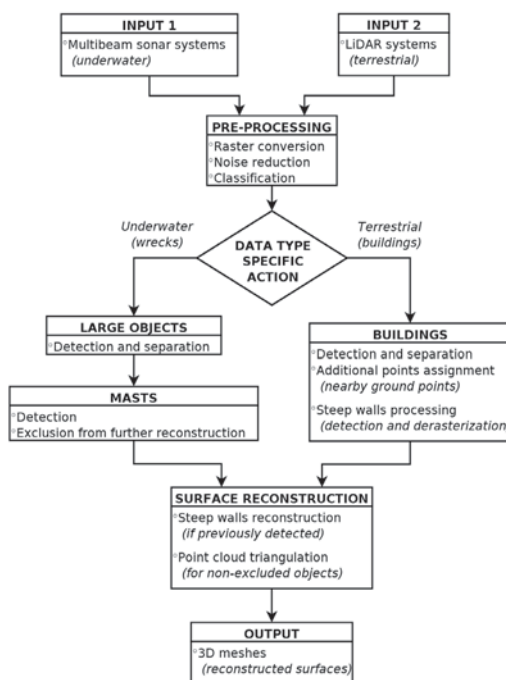 INPUT 1
°Multibeam sonar systems
(underwater)
INPUT 2
°LiDAR systems
(terrestrial)
PRE-PROCESSING
°Raster conversion
°Noise reduction
°Classification
Underwater
(wrecks)
DATA TYPE
SPECIFIC
ACTION
Terrestrial
(buildings)
LARGE OBJECTS
°Detection and separation
MASTS
°Detection
°Exclusion from further reconstruction
BUILDINGS
°Detection and separation
°Additional points assignment
(nearby ground points)
°Steep walls processing
(detection and derasterization)
SURFACE RECONSTRUCTION
°Steep walls reconstruction
(if previously detected)
°Point cloud triangulation
(for non-excluded objects)
OUTPUT
°3D meshes
(reconstructed surfaces)